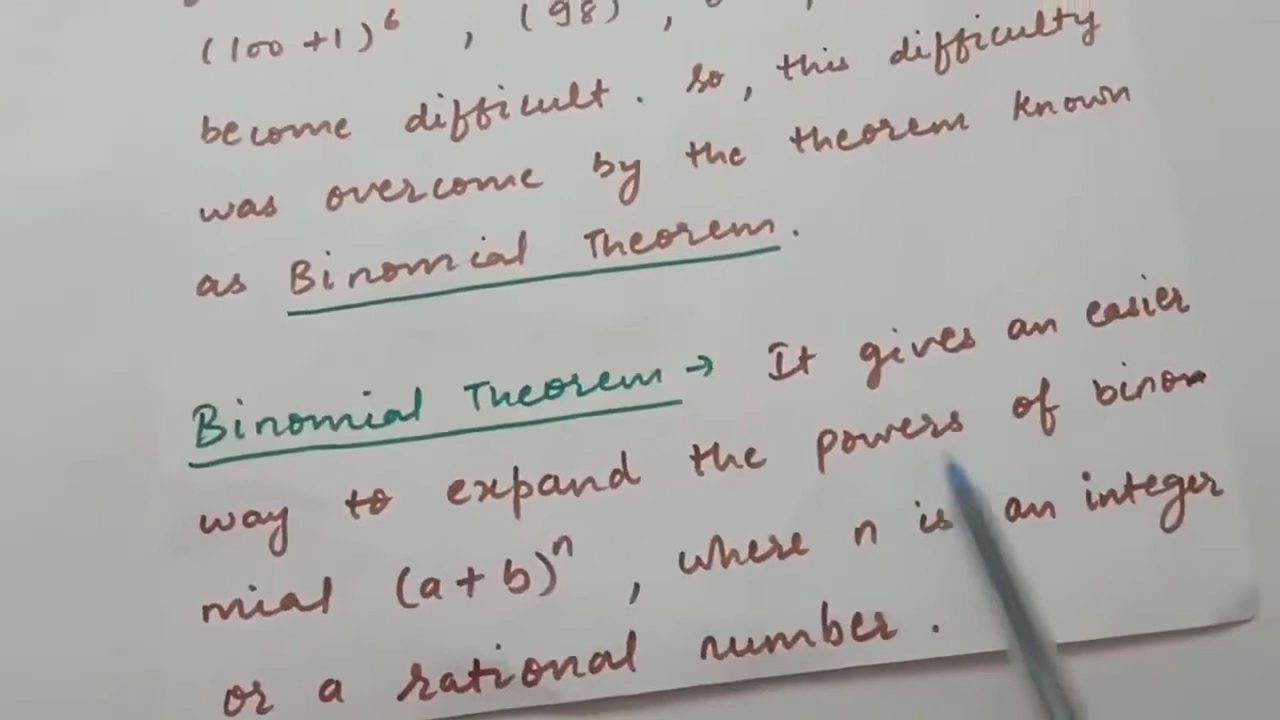 (100+1)⁶ , (98) ,
become difficult. So, this difficulty
was overcome by the theorem known
as Binomial Theorem.
Binomial Theorem → It gives an easier
way to expand the powers of binom
mial (a+b)ⁿ, where n is an integer
or a rational number.